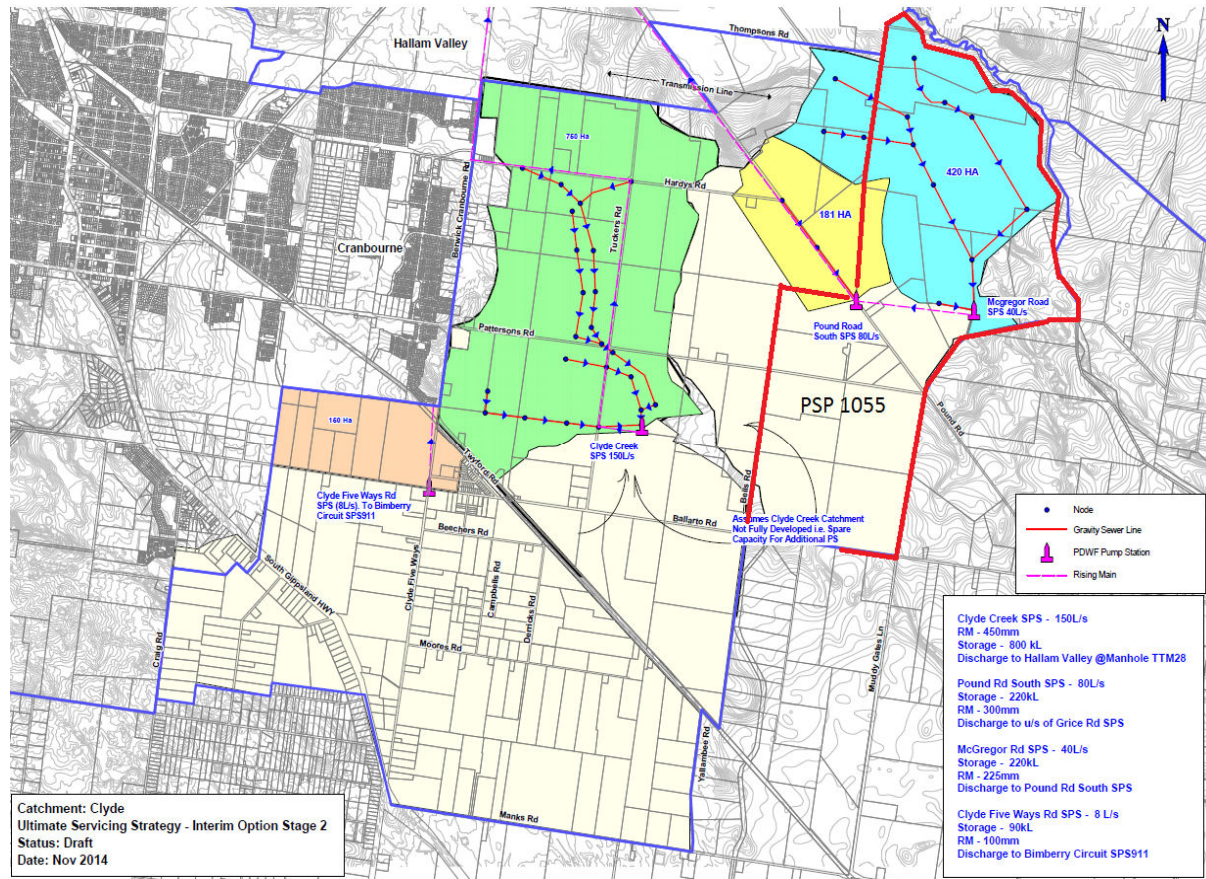 Thompsons Rd
N
Hallam Valley
Transmission Line
760 Ha
420 HA
Berwick Cranbourne Rd
Hardys Rd
181 HA
Tuckers Rd
Cranbourne
Mcgregor Road
SPS 40L/s
Pound Road
South SPS 80L/s
Pattersons Rd
PSP 1055
Pound Rd
160 Ha
Clyde Creek
SPS 150L/s
Twyford Rd
Bells Rd
Clyde Five Ways Rd
SPS (8L/s). To Bimberry
Circuit SPS911
Ballarto Rd
Assumes Clyde Creek Catchment
Not Fully Developed i.e. Spare
Capacity For Additional PS
Beechers Rd
South Gippsland HWY
Clyde Five Ways
Campbells Rd
Derricks Rd
Moores Rd
Craig Rd
Muddy Gates Ln
Yallambee Rd
Manks Rd
Node
Gravity Sewer Line
PDWF Pump Station
Rising Main
Clyde Creek SPS - 150L/s
RM - 450mm
Storage - 800 kL
Discharge to Hallam Valley @Manhole TTM28
Pound Rd South SPS - 80L/s
Storage - 220kL
RM - 300mm
Discharge to u/s of Grice Rd SPS
McGregor Rd SPS - 40L/s
Storage - 220kL
RM - 225mm
Discharge to Pound Rd South SPS
Clyde Five Ways Rd SPS - 8 L/s
Storage - 90kL
RM - 100mm
Discharge to Bimberry Circuit SPS911
Catchment: Clyde
Ultimate Servicing Strategy - Interim Option Stage 2
Status: Draft
Date: Nov 2014